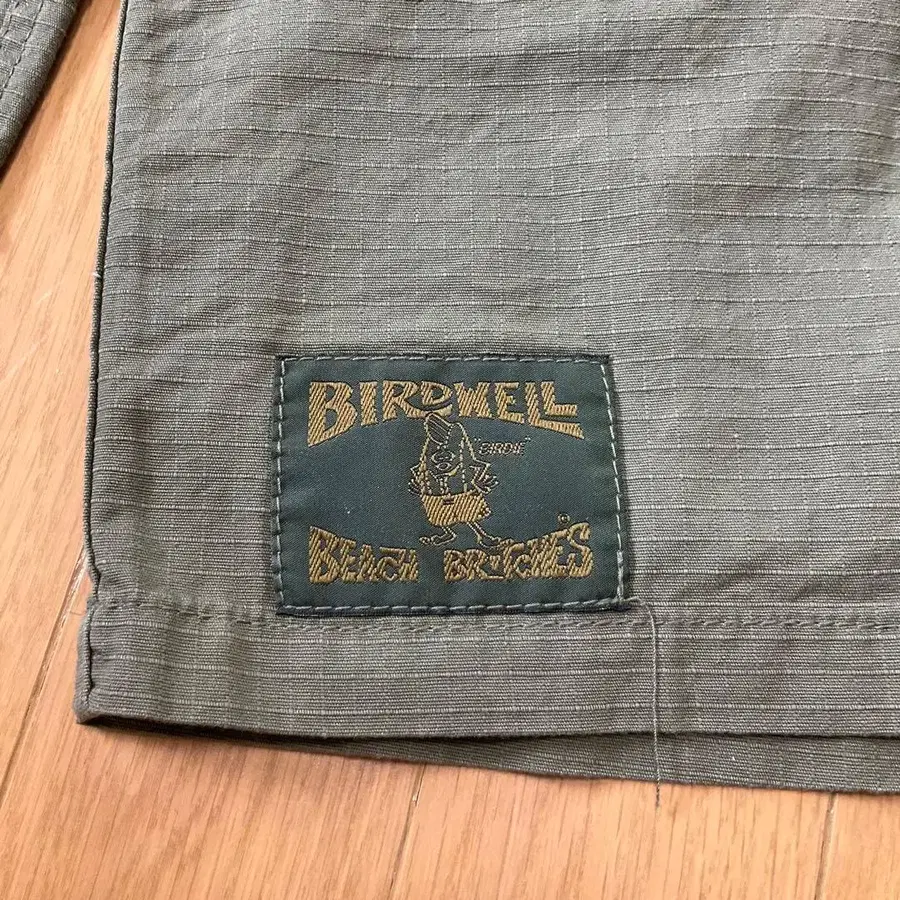 BIRDWELL
"BIRDIE"
®
BEACH BRITCHES